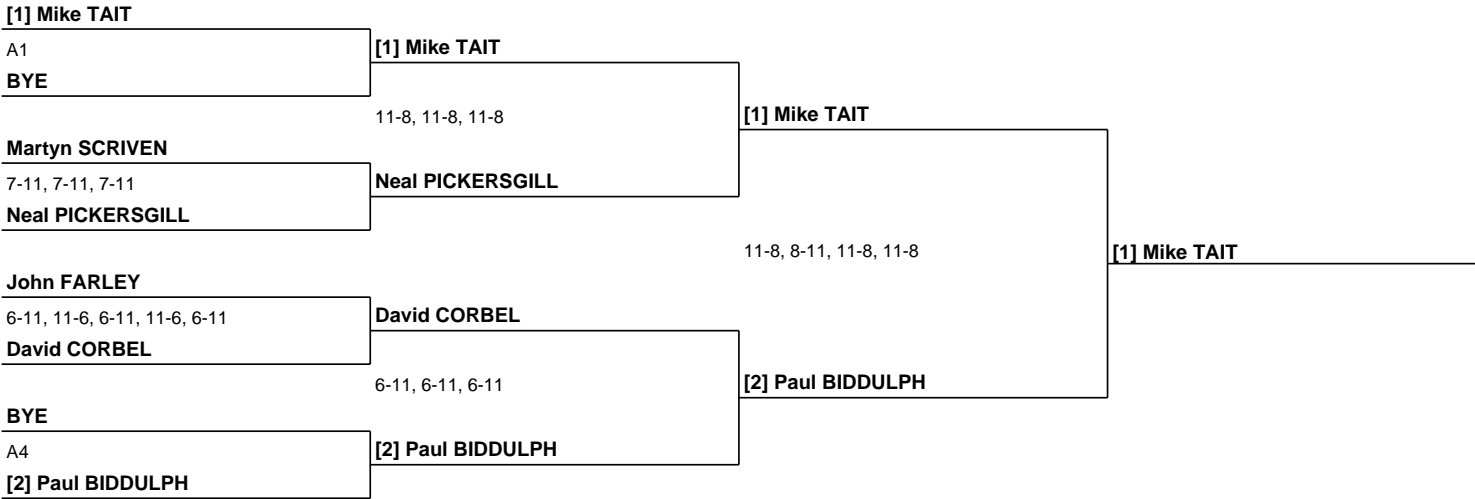 [1] Mike TAIT
A1
BYE
Martyn SCRIVEN
7-11, 7-11, 7-11
Neal PICKERSGILL
John FARLEY
6-11, 11-6, 6-11, 11-6, 6-11
David CORBEL
BYE
A4
[2] Paul BIDDULPH
[1] Mike TAIT
11-8, 11-8, 11-8
Neal PICKERSGILL
David CORBEL
6-11, 6-11, 6-11
[2] Paul BIDDULPH
[1] Mike TAIT
11-8, 8-11, 11-8, 11-8
[2] Paul BIDDULPH
[1] Mike TAIT